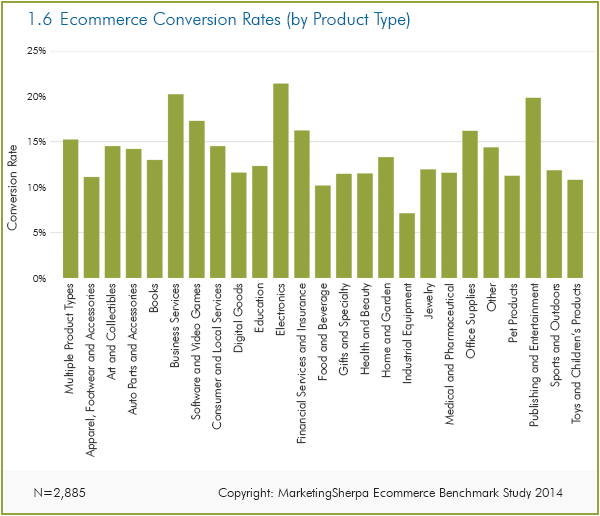 1.6 Ecommerce Conversion Rates (by Product Type)
25%
20%
15%
10%
5%
0%
Conversion Rate
Multiple Product Types
Apparel, Footwear and Accessories
Art and Collectibles
Auto Parts and Accessories
Books
Business Services
Software and Video Games
Consumer and Local Services
Digital Goods
Education
Electronics
Financial Services and Insurance
Food and Beverage
Gifts and Specialty
Health and Beauty
Home and Garden
Industrial Equipment
Jewelry
Medical and Pharmaceutical
Office Supplies
Other
Pet Products
Publishing and Entertainment
Sports and Outdoors
Toys and Children's Products
N=2,885
Copyright: MarketingSherpa Ecommerce Benchmark Study 2014